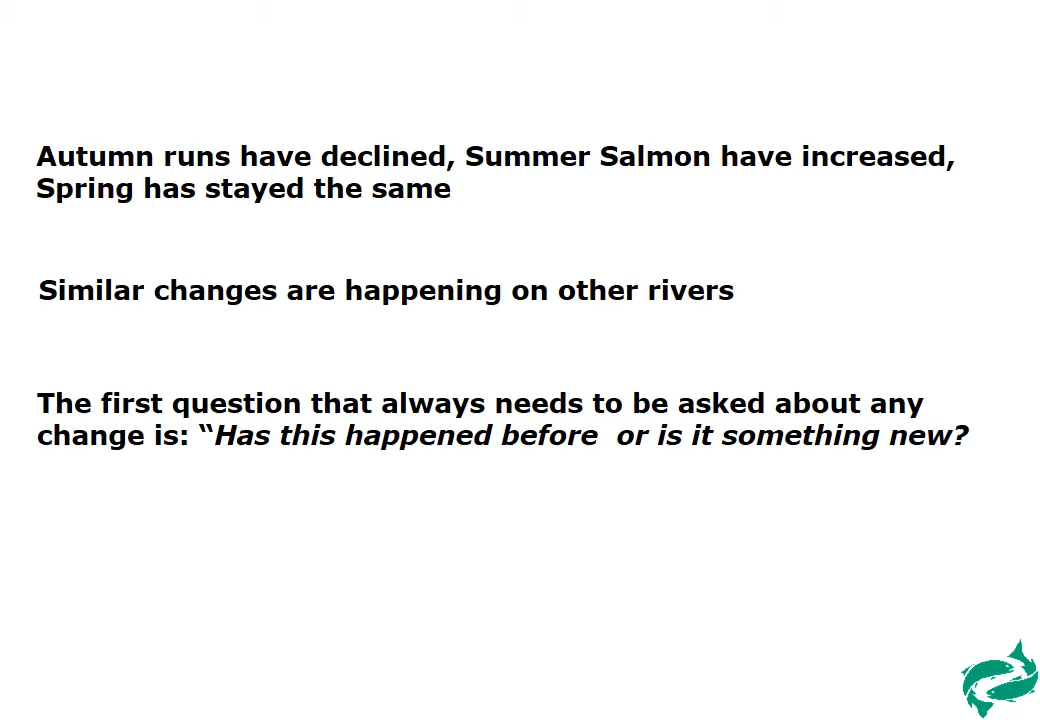 Autumn runs have declined, Summer Salmon have increased,
Spring has stayed the same
Similar changes are happening on other rivers
The first question that always needs to be asked about any
change is: “Has this happened before  or is it something new?